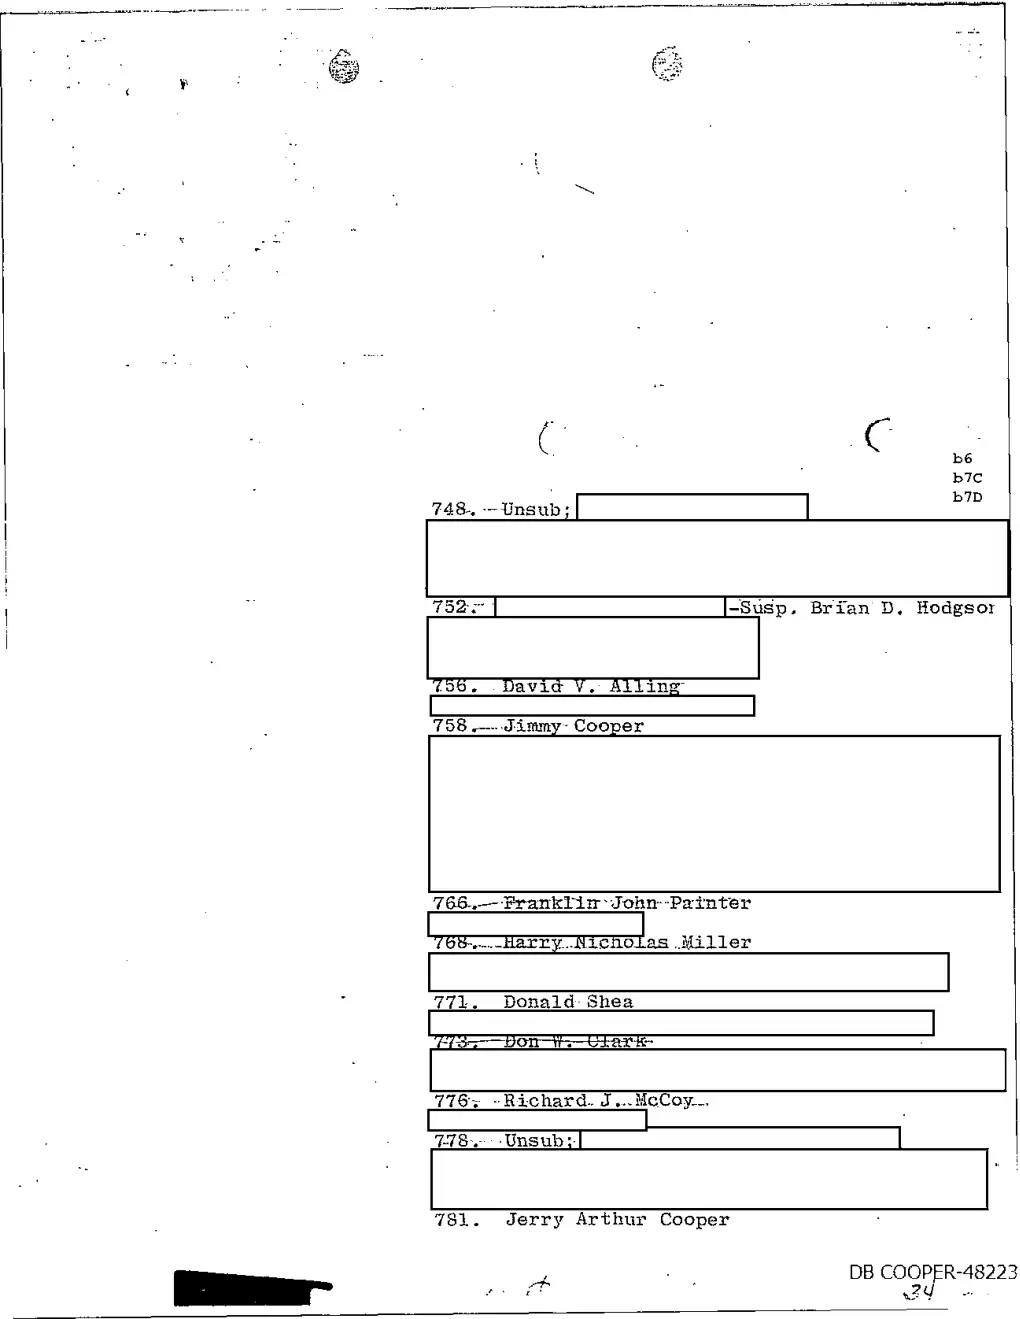 b6
b7C
b7D
748. Unsub;
752. -Susp. Brian D. Hodgson
756. David V. Alling
758. Jimmy Cooper
766. Franklin John Painter
768. Harry Nicholas Miller
771. Donald Shea
773. Don W. Clark
776. Richard J. McCoy
778. Unsub;
781. Jerry Arthur Cooper
DB COOPER-48223
34